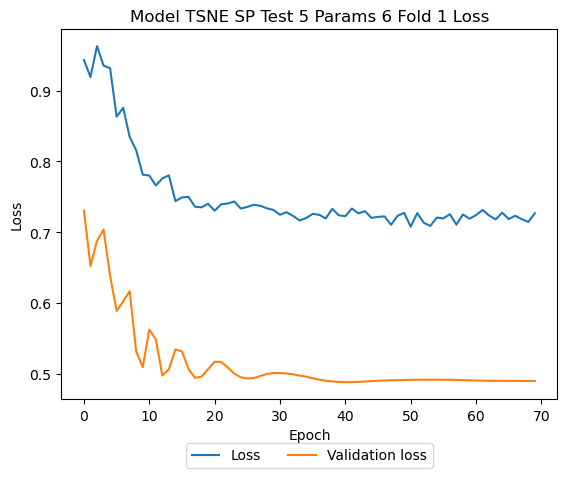 Model TSNE SP Test 5 Params 6 Fold 1 Loss
0.9
0.8
0.7
0.6
0.5
Loss
0 10 20 30 40 50 60 70
Epoch
Loss Validation loss